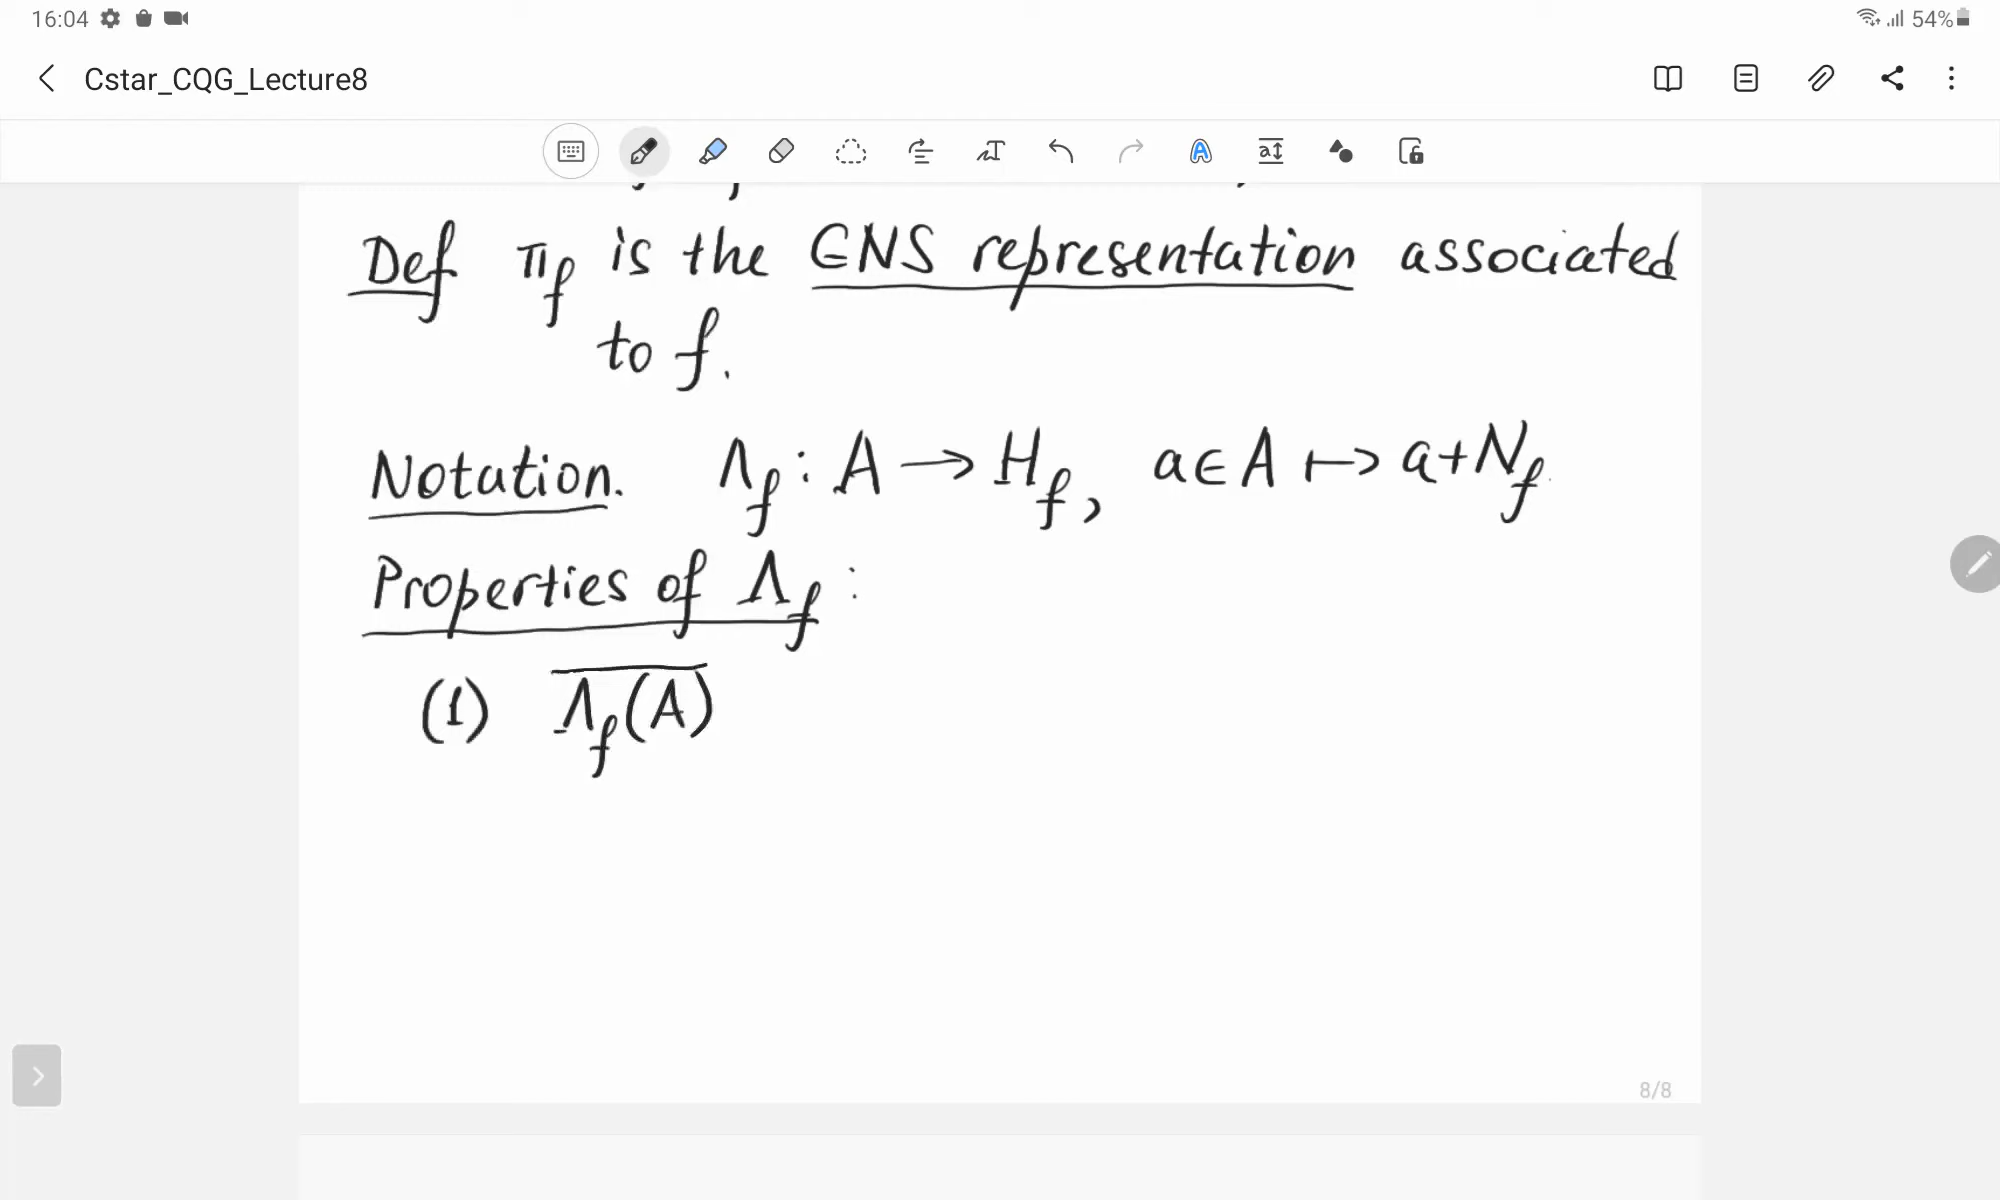 16:04 54%
Cstar_CQG_Lecture8
Def π_f is the GNS representation associated
to f.
Notation. Λ_f : A → H_f, a ∈ A ↦ a + N_f.
Properties of Λ_f :
(1) \overline{Λ_f(A)}
8/8